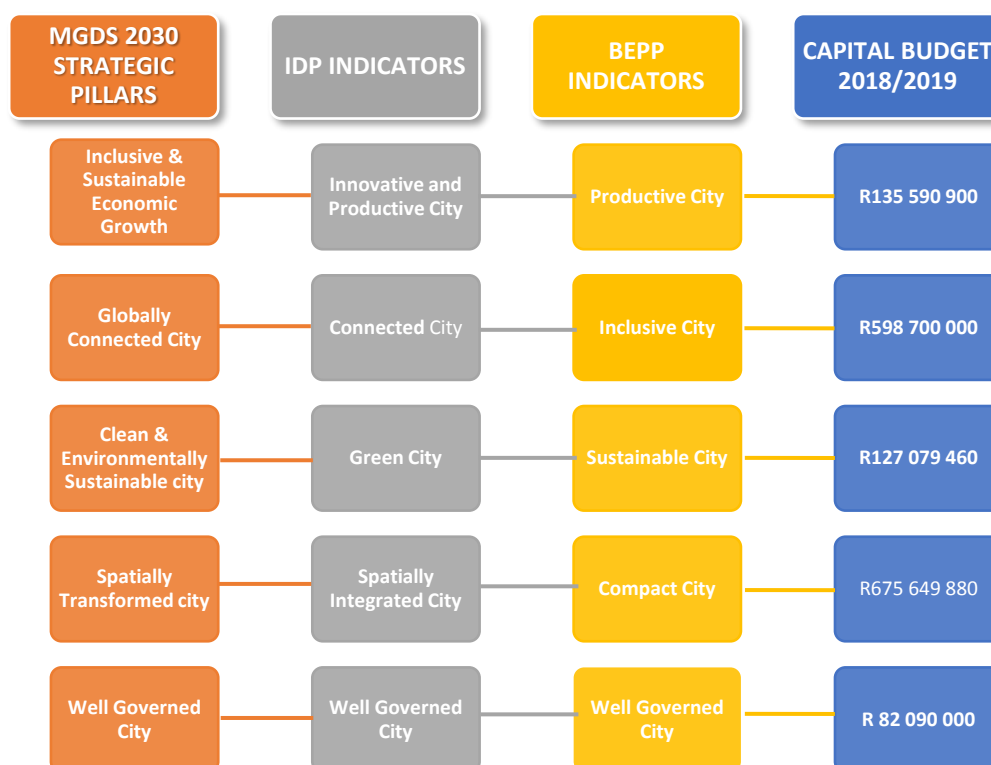 MGDS 2030
STRATEGIC
PILLARS
IDP INDICATORS
BEPP
INDICATORS
CAPITAL BUDGET
2018/2019
Inclusive &
Sustainable
Economic
Growth
Innovative and
Productive City
Productive City
R135 590 900
Globally
Connected City
Connected City
Inclusive City
R598 700 000
Clean &
Environmentally
Sustainable city
Green City
Sustainable City
R127 079 460
Spatially
Transformed city
Spatially
Integrated City
Compact City
R675 649 880
Well Governed
City
Well Governed
City
Well Governed
City
R 82 090 000